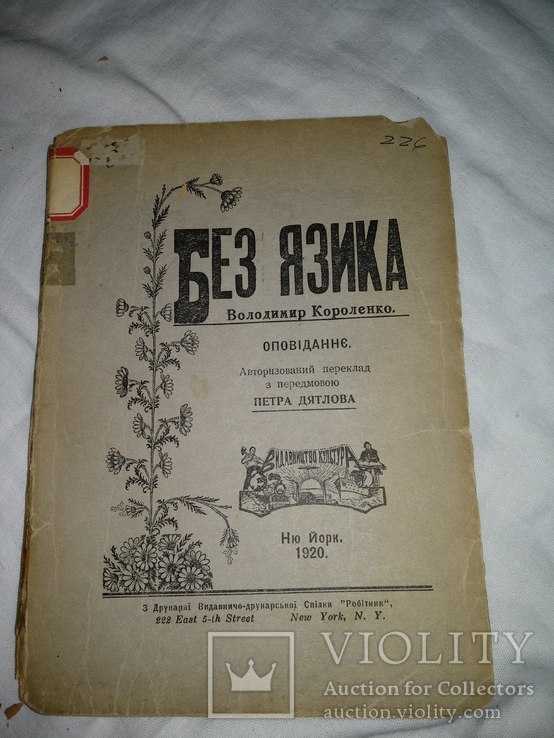 226
БЕЗ ЯЗИКА
Володимир Короленко.
ОПОВІДАННЄ.
Авторизований переклад
з передмовою
ПЕТРА ДЯТЛОВА
ВИДАВНИЦТВО КУЛЬТУРА
Ню Йорк.
1920.
З Друкарні Видавничо-друкарської Спілки "Робітник",
222 East 5-th Street New York, N. Y.
VIOLITY
Auction for Collectors
auction.violity.com